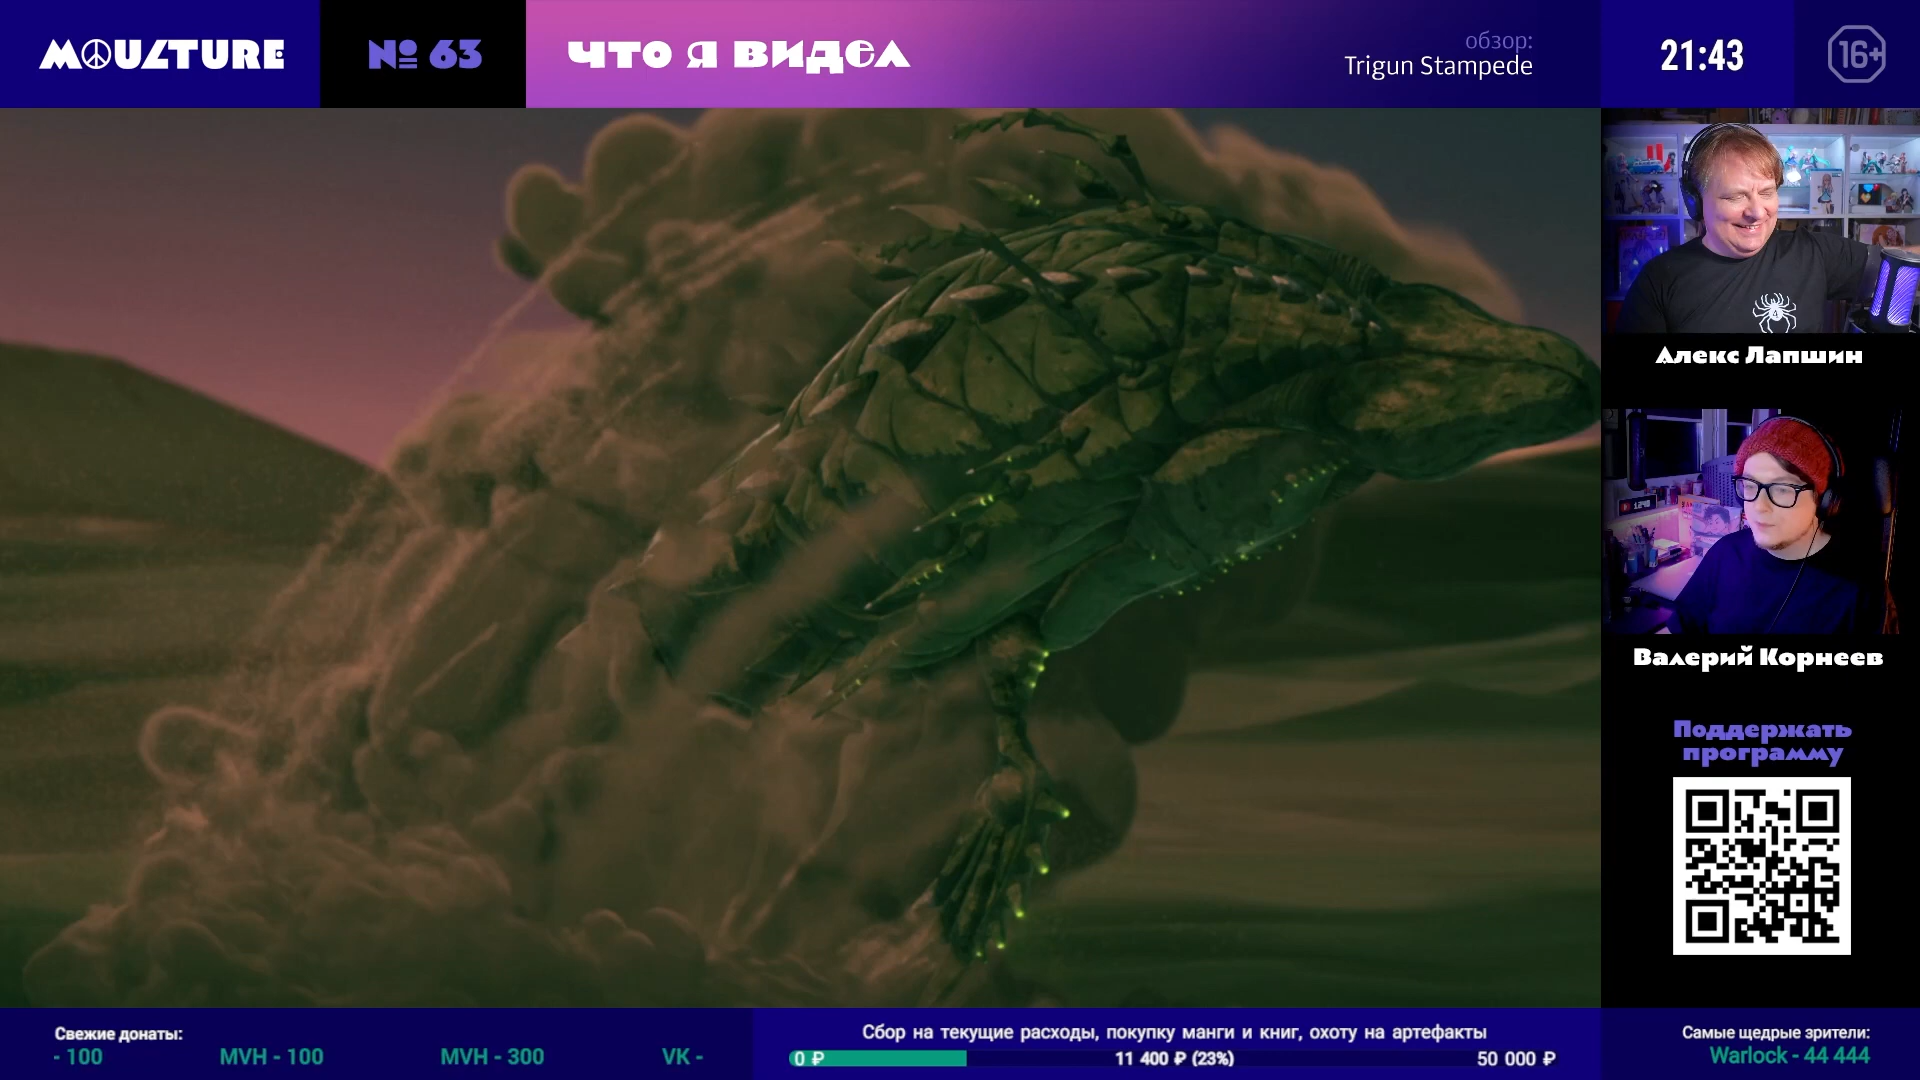 MOULTURE
№ 63
ЧТО Я ВИДЕЛ
обзор:
Trigun Stampede
21:43
16+
Алекс Лапшин
Валерий Корнеев
Поддержать
программу
Свежие донаты:
- 100 MVH - 100 MVH - 300 VK -
Сбор на текущие расходы, покупку манги и книг, охоту на артефакты
0 ₽ 11 400 ₽ (23%) 50 000 ₽
Самые щедрые зрители:
Warlock - 44 444